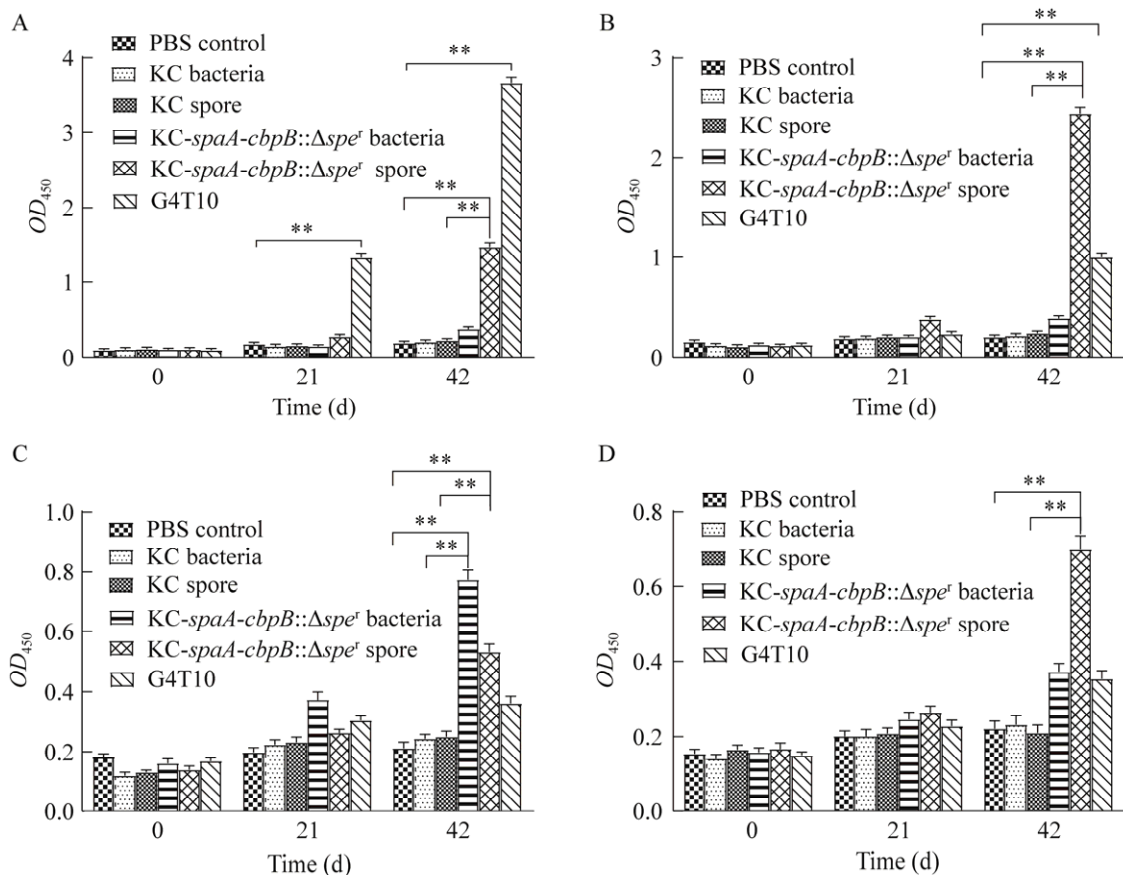 A
PBS control
KC bacteria
KC spore
KC-spaA-cbpB::Δspeʳ bacteria
KC-spaA-cbpB::Δspeʳ spore
G4T10
**
**
**
**
OD₄₅₀
4
3
2
1
0
0 21 42
Time (d)
B
PBS control
KC bacteria
KC spore
KC-spaA-cbpB::Δspeʳ bacteria
KC-spaA-cbpB::Δspeʳ spore
G4T10
**
**
**
OD₄₅₀
3
2
1
0
0 21 42
Time (d)
C
PBS control
KC bacteria
KC spore
KC-spaA-cbpB::Δspeʳ bacteria
KC-spaA-cbpB::Δspeʳ spore
G4T10
**
**
**
**
OD₄₅₀
1.0
0.8
0.6
0.4
0.2
0.0
0 21 42
Time (d)
D
PBS control
KC bacteria
KC spore
KC-spaA-cbpB::Δspeʳ bacteria
KC-spaA-cbpB::Δspeʳ spore
G4T10
**
**
OD₄₅₀
0.8
0.6
0.4
0.2
0.0
0 21 42
Time (d)